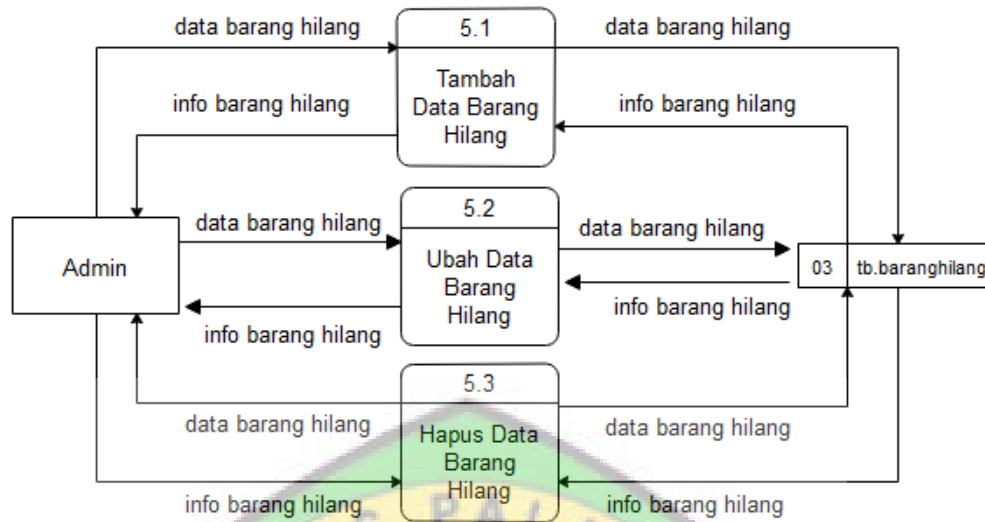 data barang hilang
5.1
data barang hilang
Tambah
Data Barang
Hilang
info barang hilang
info barang hilang
5.2
data barang hilang
data barang hilang
Admin
Ubah Data
Barang
Hilang
03 tb.baranghilang
info barang hilang
info barang hilang
5.3
data barang hilang
data barang hilang
Hapus Data
Barang
Hilang
info barang hilang
info barang hilang